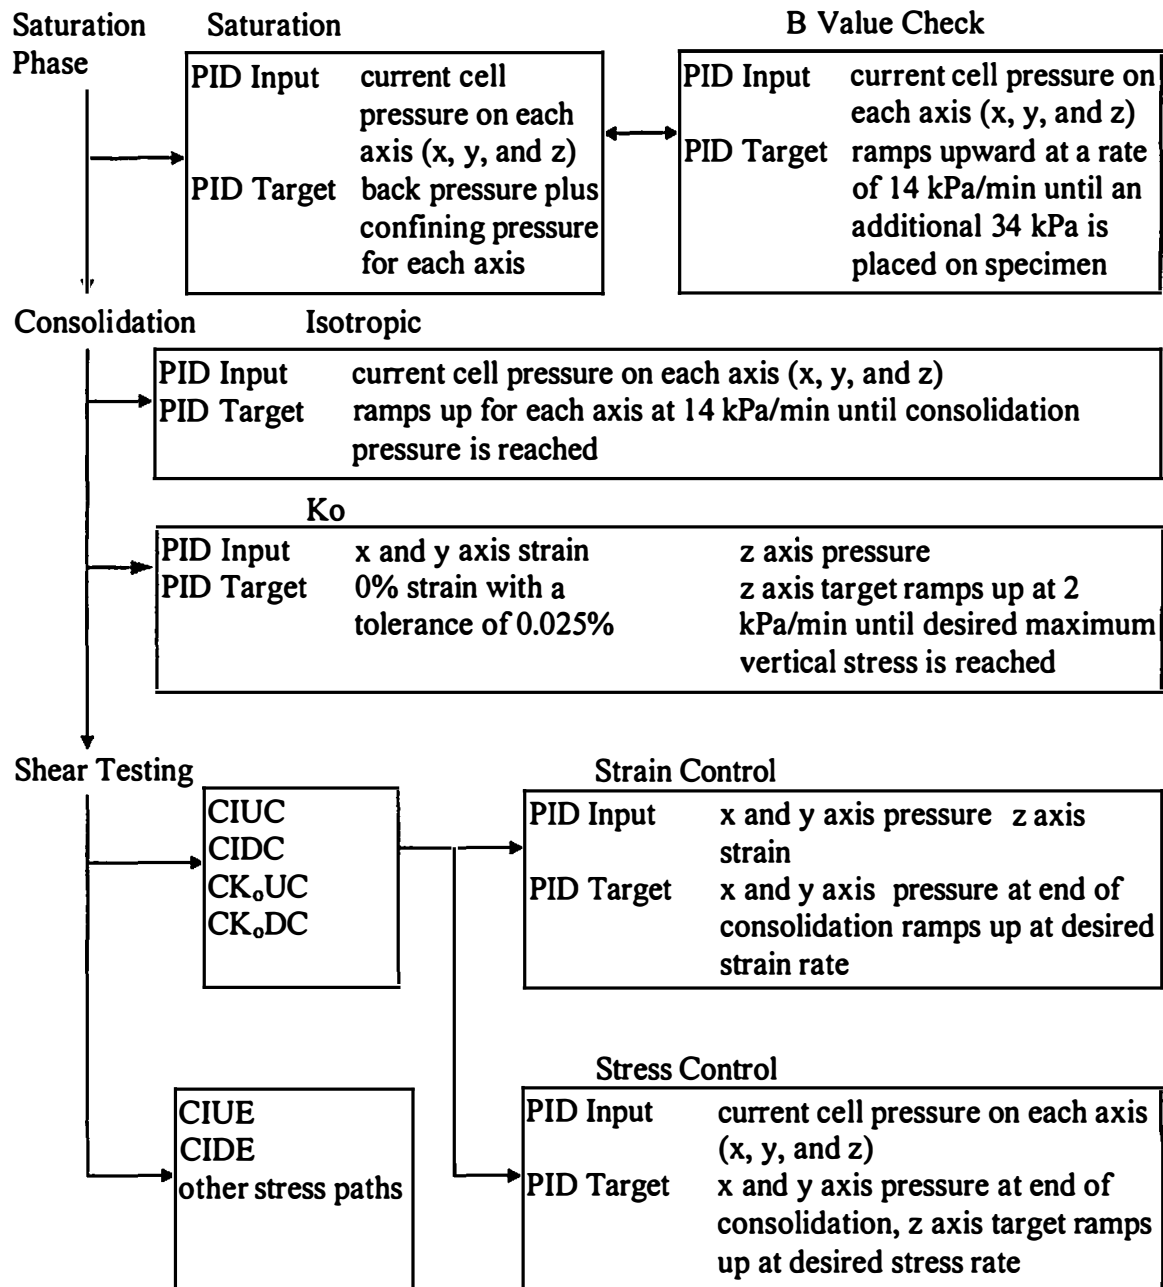 Saturation Phase
Saturation
PID Input current cell
pressure on each
axis (x, y, and z)
PID Target back pressure plus
confining pressure
for each axis
B Value Check
PID Input current cell pressure on
each axis (x, y, and z)
PID Target ramps upward at a rate
of 14 kPa/min until an
additional 34 kPa is
placed on specimen
Consolidation
Isotropic
PID Input current cell pressure on each axis (x, y, and z)
PID Target ramps up for each axis at 14 kPa/min until consolidation
pressure is reached
Ko
PID Input x and y axis strain z axis pressure
PID Target 0% strain with a z axis target ramps up at 2
tolerance of 0.025% kPa/min until desired maximum
vertical stress is reached
Shear Testing
CIUC
CIDC
CKₒUC
CKₒDC
Strain Control
PID Input x and y axis pressure z axis
strain
PID Target x and y axis pressure at end of
consolidation ramps up at desired
strain rate
CIUE
CIDE
other stress paths
Stress Control
PID Input current cell pressure on each axis
(x, y, and z)
PID Target x and y axis pressure at end of
consolidation, z axis target ramps
up at desired stress rate